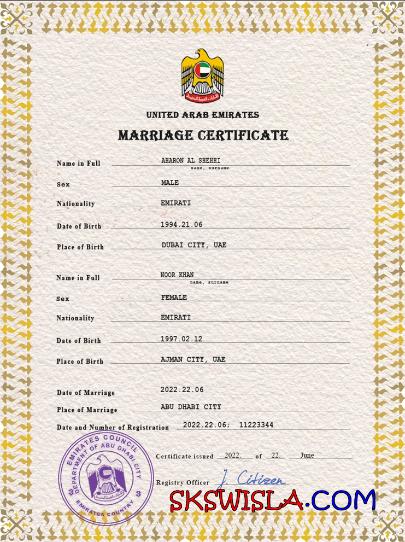 UNITED ARAB EMIRATES
MARRIAGE CERTIFICATE
Name in Full AHARON AL SHEHHI
name, surname
Sex MALE
Nationality EMIRATI
Date of Birth 1994.21.06
Place of Birth DUBAI CITY, UAE
Name in Full NOOR KHAN
name, surname
Sex FEMALE
Nationality EMIRATI
Date of Birth 1997.02.12
Place of Birth AJMAN CITY, UAE
Date of Marriage 2022.22.06
Place of Marriage ABU DHABI CITY
Date and Number of Registration 2022.22.06; 11223344
Certificate issued 2022. of 22. June
Registry Officer J. Citizen
EMIRATES COUNCIL
DEPARTMENT OF ABU DHABI CITY
EMIRATES COUNTRY
SKSWISLA.COM